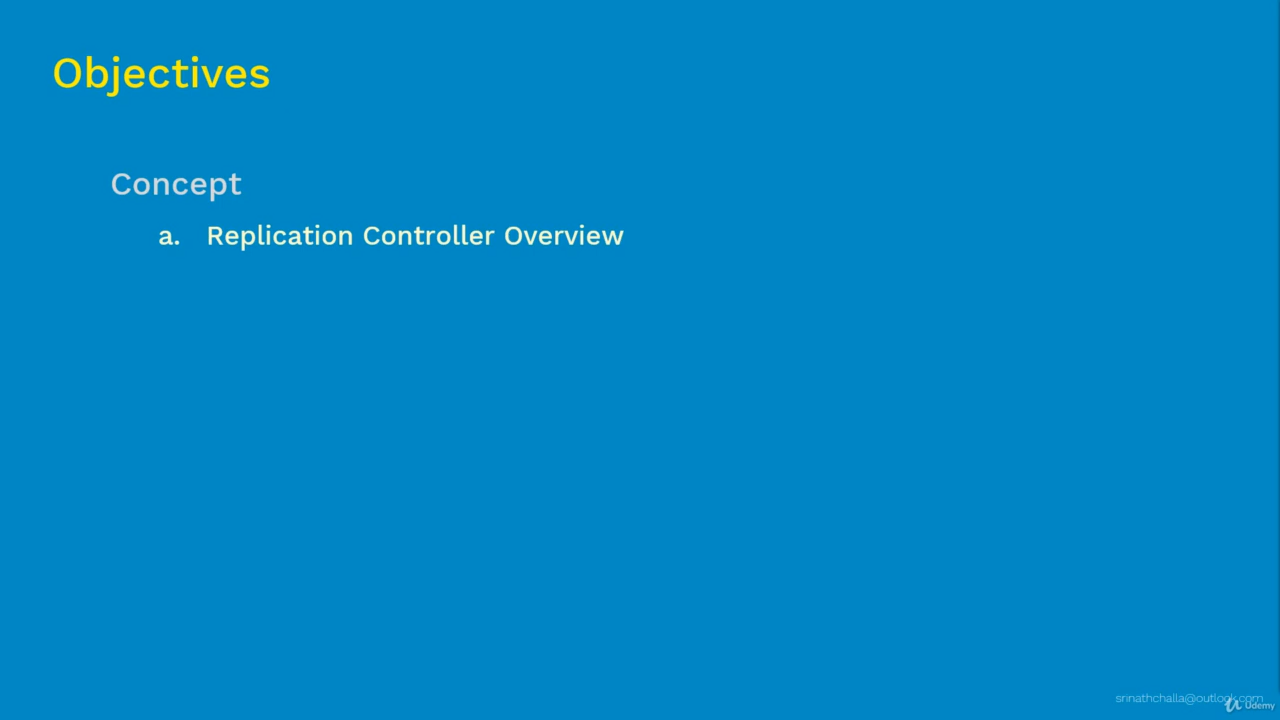 Objectives
Concept
a. Replication Controller Overview
srinathchalla@outlook.com
Udemy